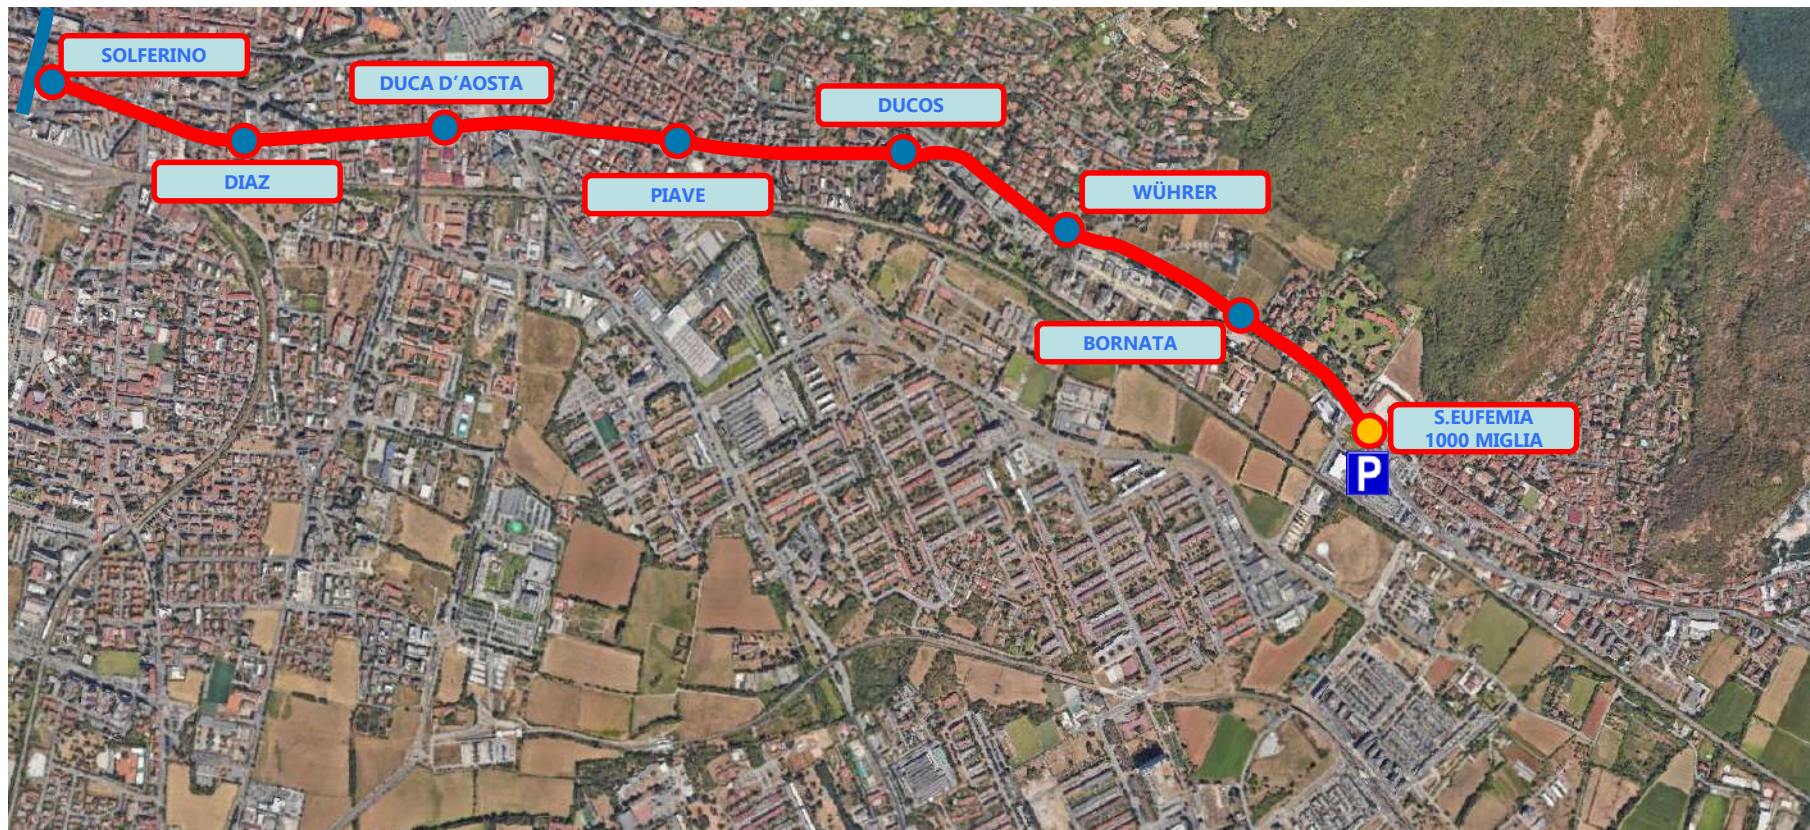 SOLFERINO
DUCA D'AOSTA
DUCOS
DIAZ
PIAVE
WÜHRER
BORNATA
S.EUFEMIA
1000 MIGLIA
P